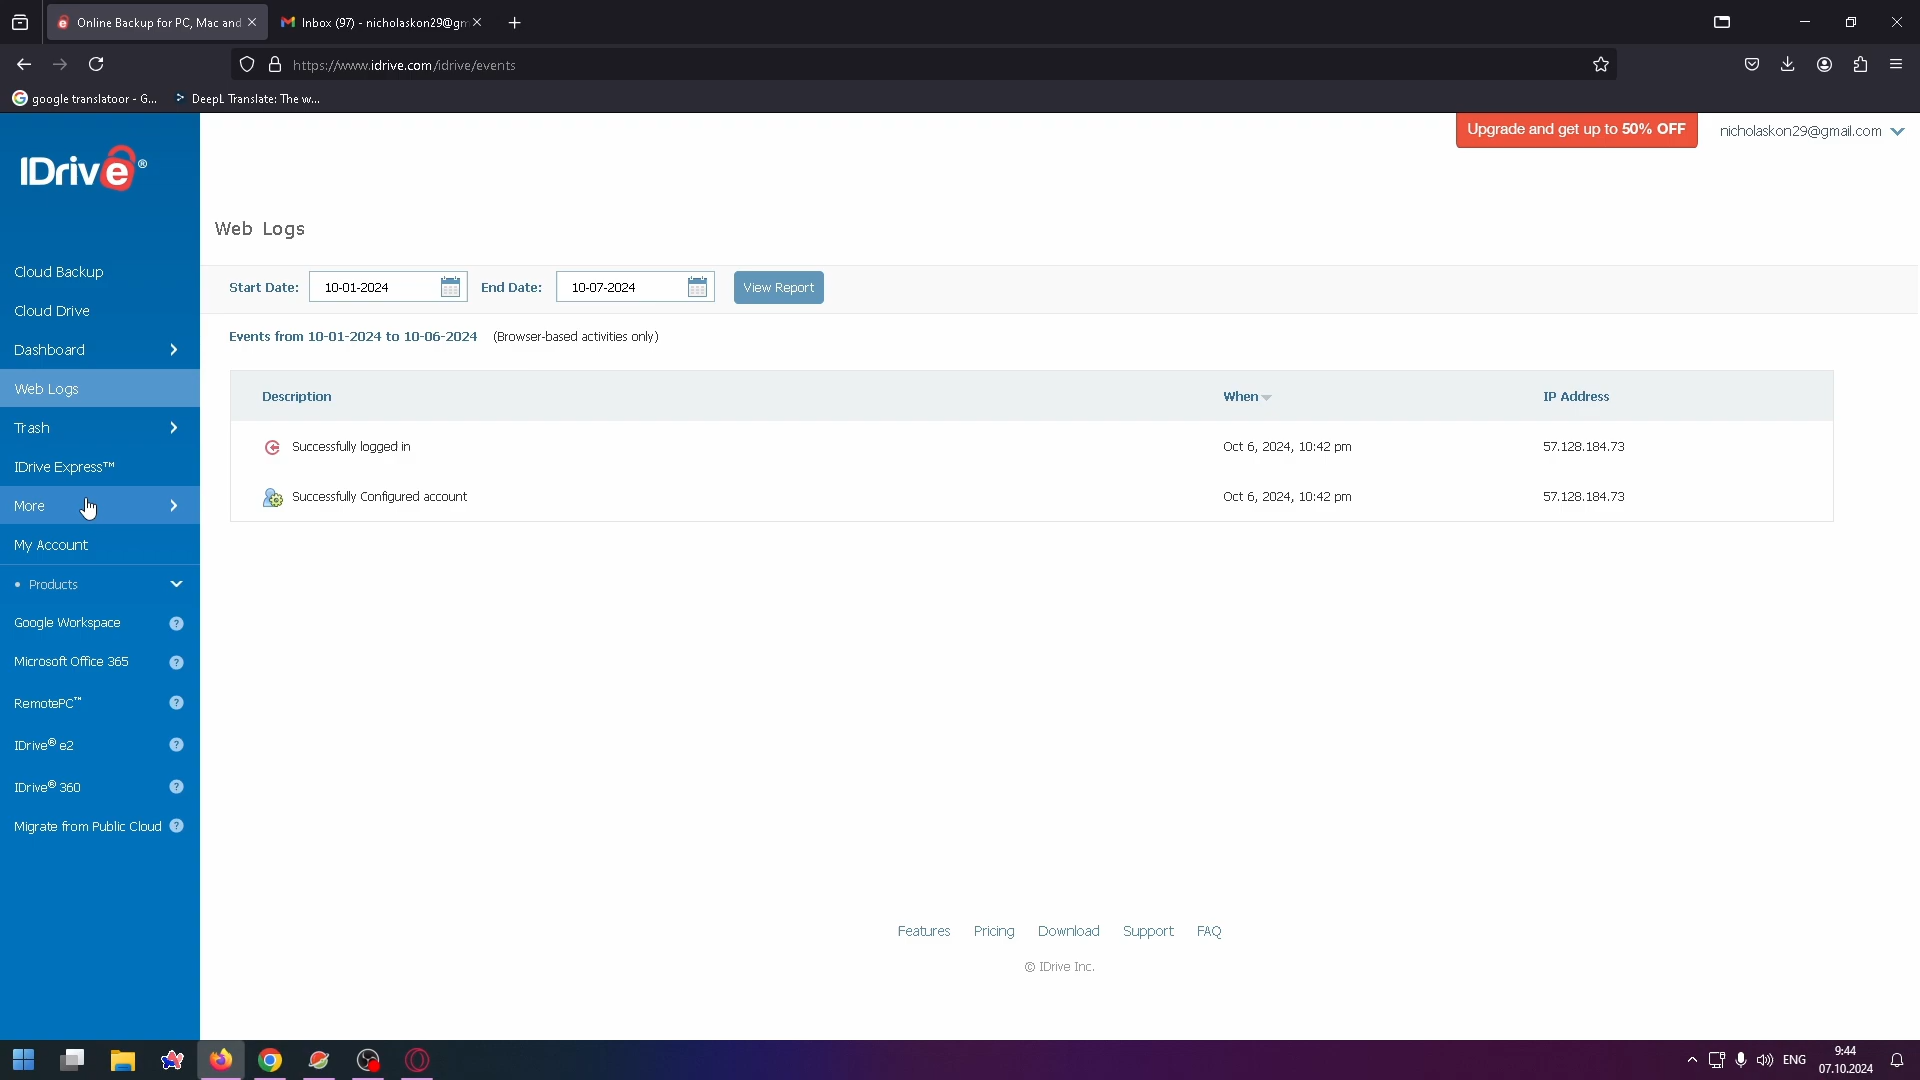 Online Backup for PC, Mac and
Inbox (97) - nicholaskon29@gm
https://www.idrive.com/idrive/events
google translatoor - G...
DeepL Translate: The w...
IDrive®
Upgrade and get up to 50% OFF
nicholaskon29@gmail.com
Web Logs
Cloud Backup
Cloud Drive
Dashboard
Web Logs
Trash
IDrive Express™
More
My Account
Products
Google Workspace ?
Microsoft Office 365 ?
RemotePC™ ?
IDrive® e2 ?
IDrive® 360 ?
Migrate from Public Cloud ?
Start Date: 10-01-2024 End Date: 10-07-2024 View Report
Events from 10-01-2024 to 10-06-2024 (Browser-based activities only)
Description When IP Address
Successfully logged in Oct 6, 2024, 10:42 pm 57.128.184.73
Successfully Configured account Oct 6, 2024, 10:42 pm 57.128.184.73
Features Pricing Download Support FAQ
© IDrive Inc.
ENG
9:44
07.10.2024